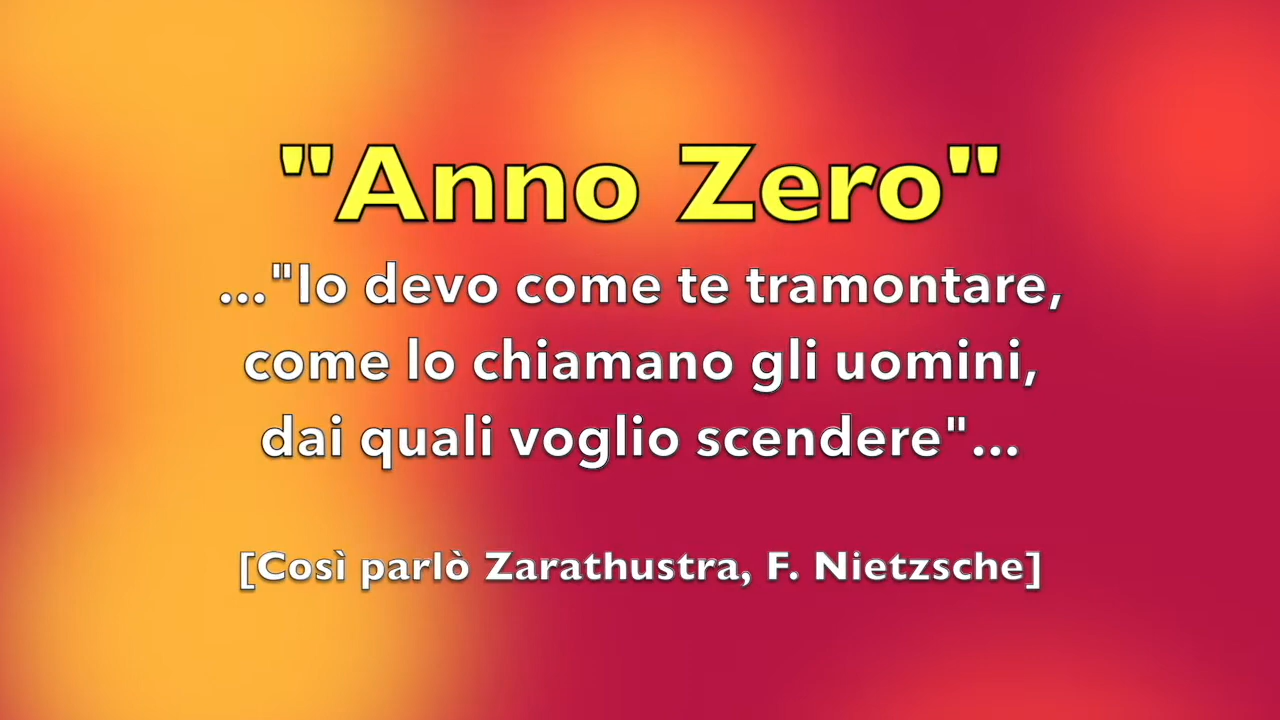 "Anno Zero"
..."Io devo come te tramontare,
come lo chiamano gli uomini,
dai quali voglio scendere"...
[Così parlò Zarathustra, F. Nietzsche]